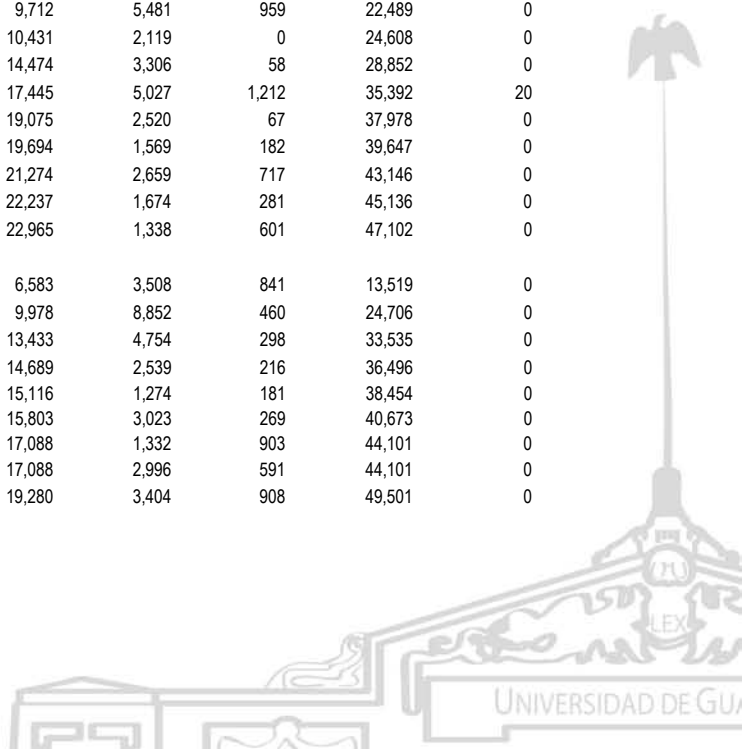 9,712 5,481 959 22,489 0
10,431 2,119 0 24,608 0
14,474 3,306 58 28,852 0
17,445 5,027 1,212 35,392 20
19,075 2,520 67 37,978 0
19,694 1,569 182 39,647 0
21,274 2,659 717 43,146 0
22,237 1,674 281 45,136 0
22,965 1,338 601 47,102 0
6,583 3,508 841 13,519 0
9,978 8,852 460 24,706 0
13,433 4,754 298 33,535 0
14,689 2,539 216 36,496 0
15,116 1,274 181 38,454 0
15,803 3,023 269 40,673 0
17,088 1,332 903 44,101 0
17,088 2,996 591 44,101 0
19,280 3,404 908 49,501 0
LEX
UNIVERSIDAD DE GUA